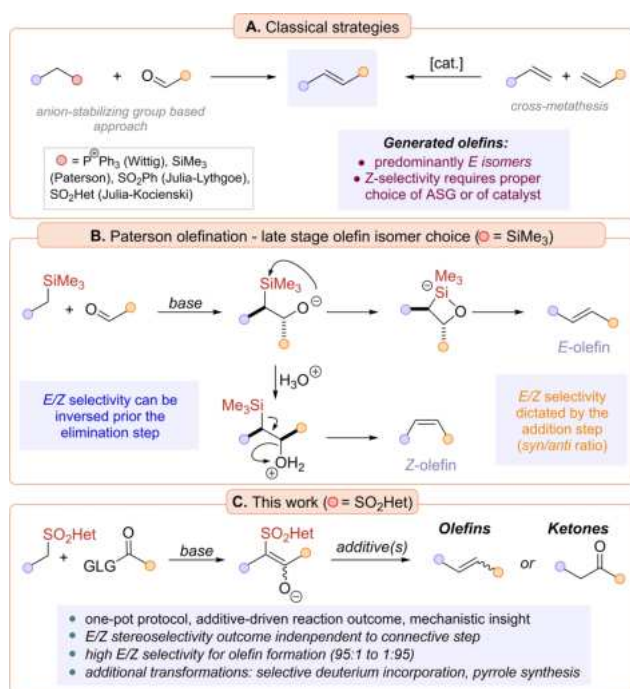 A. Classical strategies
+
O
[cat.]
+
anion-stabilizing group based
approach
cross-metathesis
= P⊕Ph3 (Wittig), SiMe3
(Paterson), SO2Ph (Julia-Lythgoe),
SO2Het (Julia-Kocienski)
Generated olefins:
• predominantly E isomers
• Z-selectivity requires proper
choice of ASG or of catalyst
B. Paterson olefination - late stage olefin isomer choice ( = SiMe3)
SiMe3
+
O
base
SiMe3
O⊖
Me3
⊖Si
O
E-olefin
H3O⊕
E/Z selectivity can be
inversed prior the
elimination step
Me3Si
OH2
⊕
Z-olefin
E/Z selectivity
dictated by the
addition step
(syn/anti ratio)
C. This work ( = SO2Het)
SO2Het
+
GLG
O
base
SO2Het
O⊖
additive(s)
Olefins
or
Ketones
O
• one-pot protocol, additive-driven reaction outcome, mechanistic insight
• E/Z stereoselectivity outcome indenpendent to connective step
• high E/Z selectivity for olefin formation (95:1 to 1:95)
• additional transformations: selective deuterium incorporation, pyrrole synthesis